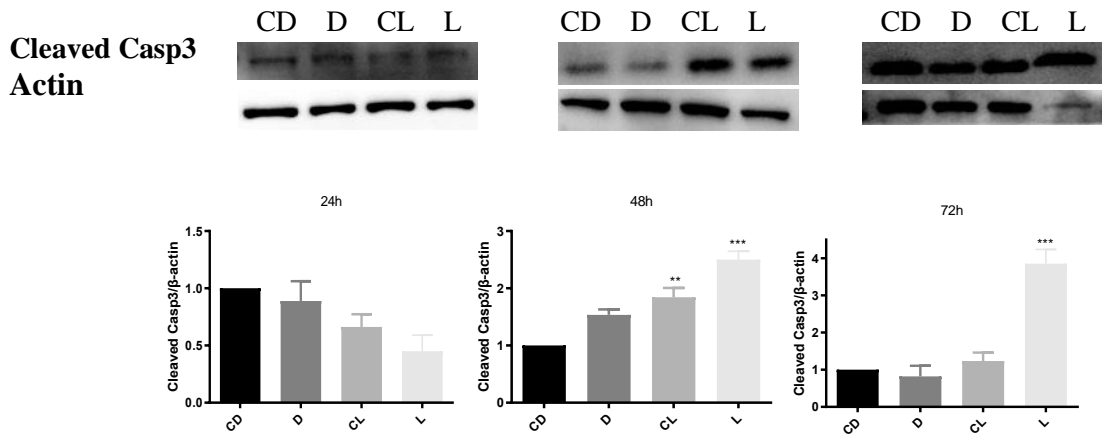 CD D CL L CD D CL L CD D CL L
Cleaved Casp3
Actin
24h
48h
72h
Cleaved Casp3/β-actin
1.5
1.0
0.5
0.0
CD D CL L
Cleaved Casp3/β-actin
3
2
1
0
** ***
CD D CL L
Cleaved Casp3/β-actin
4
3
2
1
0
***
CD D CL L